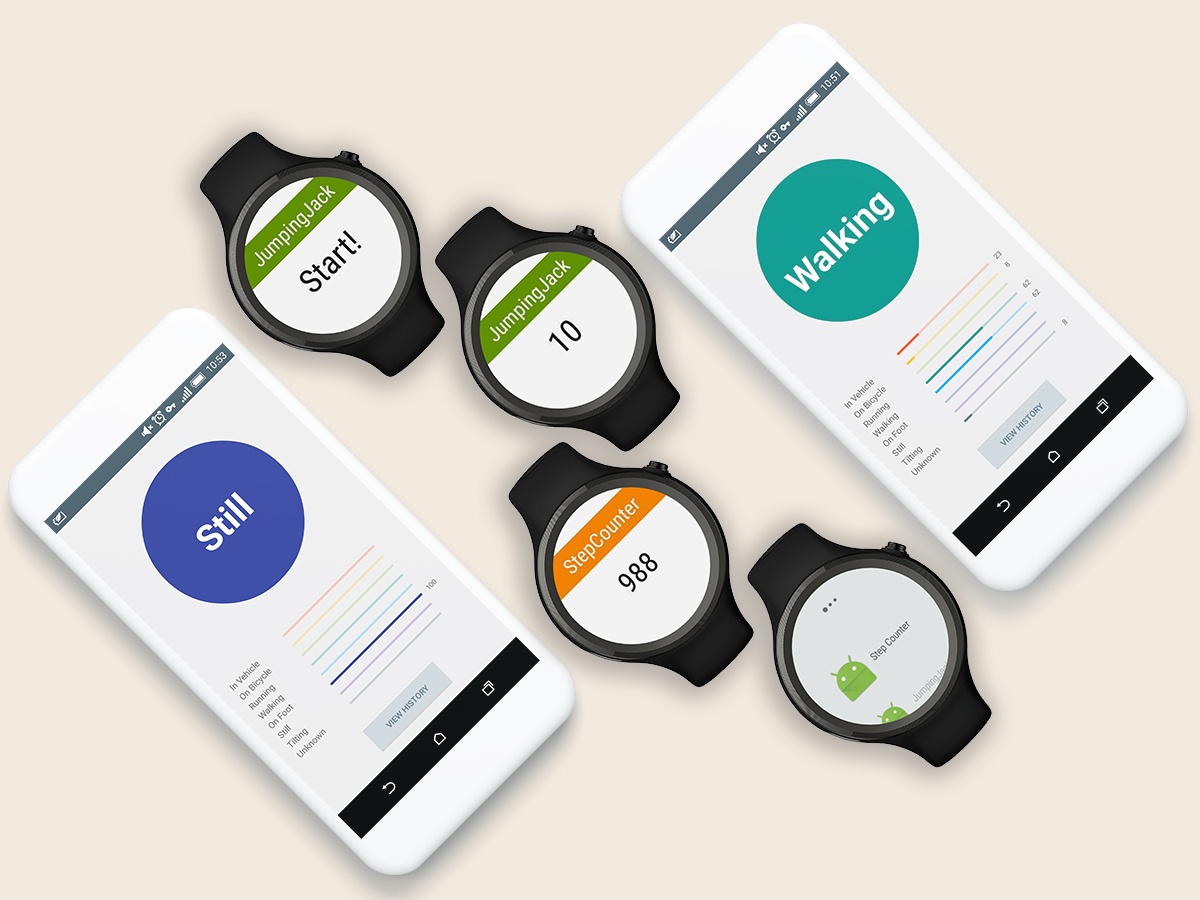 JumpingJack
Start!
JumpingJack
10
10:51
Walking
23
8
62
62
8
In Vehicle
On Bicycle
Running
Walking
On Foot
Still
Tilting
Unknown
VIEW HISTORY
10:53
Still
100
In Vehicle
On Bicycle
Running
Walking
On Foot
Still
Tilting
Unknown
VIEW HISTORY
StepCounter
988
Step Counter